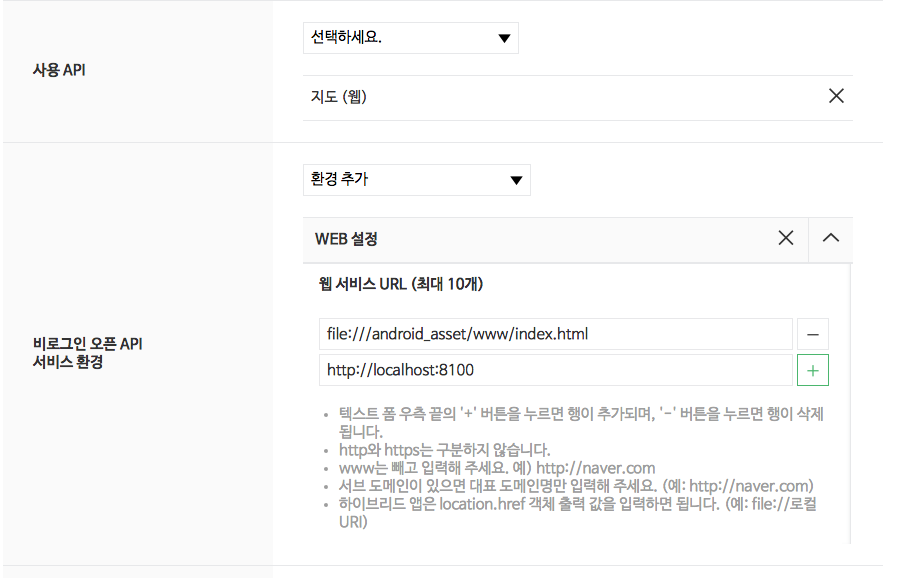 선택하세요.
사용 API
지도 (웹)
환경 추가
WEB 설정
웹 서비스 URL (최대 10개)
file:///android_asset/www/index.html
비로그인 오픈 API
서비스 환경
http://localhost:8100
• 텍스트 폼 우측 끝의 '+' 버튼을 누르면 행이 추가되며, '-' 버튼을 누르면 행이 삭제
됩니다.
• http와 https는 구분하지 않습니다.
• www는 빼고 입력해 주세요. 예) http://naver.com
• 서브 도메인이 있으면 대표 도메인명만 입력해 주세요. (예: http://naver.com)
• 하이브리드 앱은 location.href 객체 출력 값을 입력하면 됩니다. (예: file://로컬
URI)